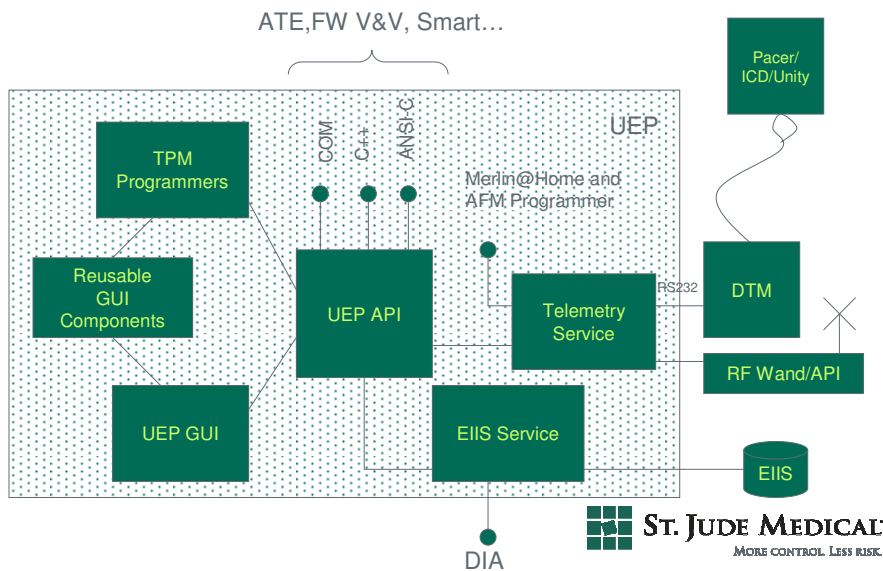 ATE,FW V&V, Smart…
Pacer/
ICD/Unity
UEP
COM
C++
ANSI-C
TPM
Programmers
Merlin@Home and
AFM Programmer
Reusable
GUI
Components
UEP API
Telemetry
Service
RS232
DTM
RF Wand/API
UEP GUI
EIIS Service
EIIS
DIA
ST. JUDE MEDICAL
MORE CONTROL. LESS RISK.